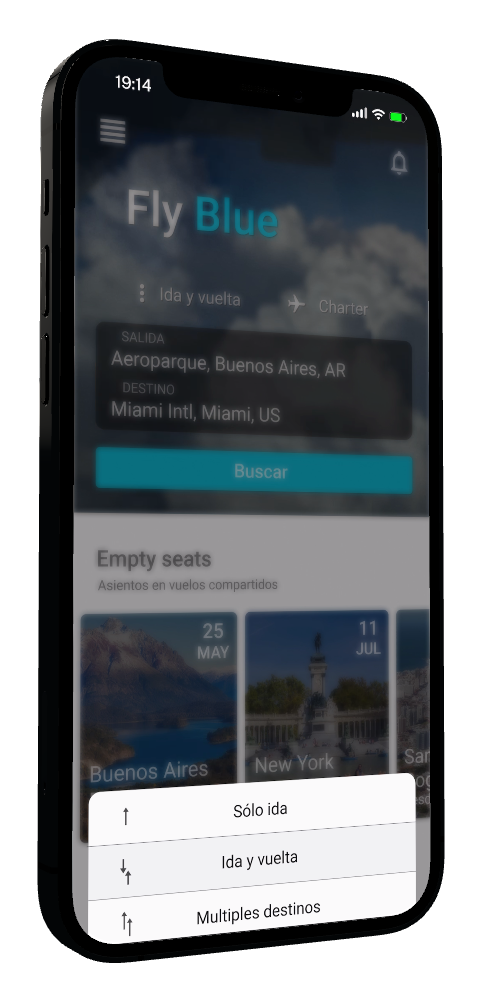 19:14
Fly Blue
Ida y vuelta
Charter
SALIDA
Aeroparque, Buenos Aires, AR
DESTINO
Miami Intl, Miami, US
Buscar
Empty seats
Asientos en vuelos compartidos
25
MAY
11
JUL
Buenos Aires
New York
Sólo ida
Ida y vuelta
Multiples destinos